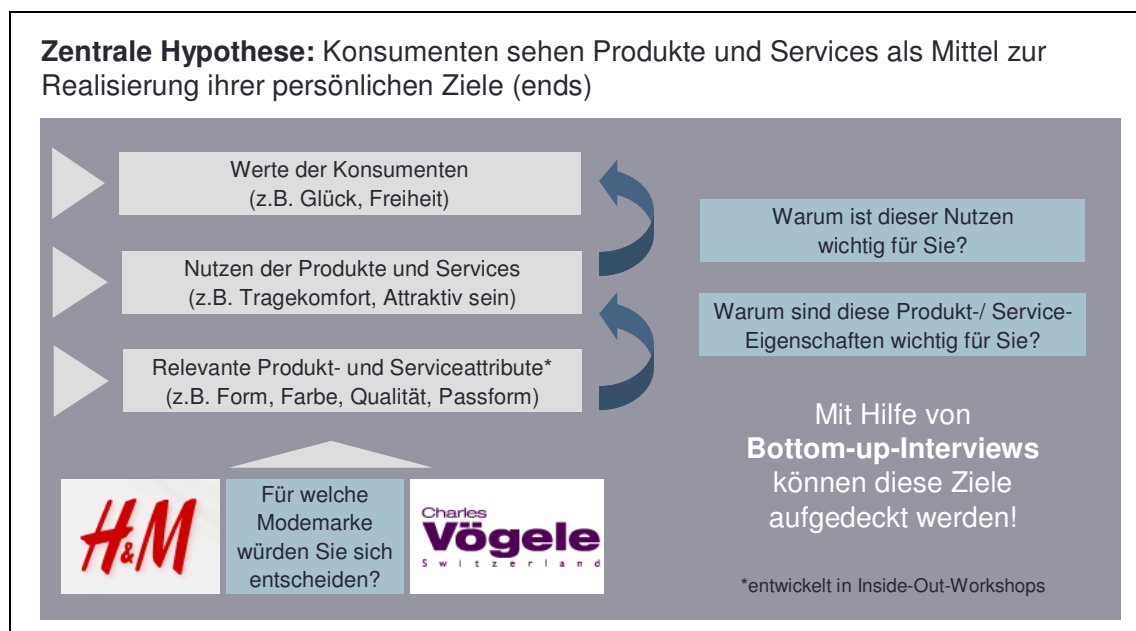 Zentrale Hypothese: Konsumenten sehen Produkte und Services als Mittel zur
Realisierung ihrer persönlichen Ziele (ends)
Werte der Konsumenten
(z.B. Glück, Freiheit)
Warum ist dieser Nutzen
wichtig für Sie?
Nutzen der Produkte und Services
(z.B. Tragekomfort, Attraktiv sein)
Warum sind diese Produkt-/ Service-
Eigenschaften wichtig für Sie?
Relevante Produkt- und Serviceattribute*
(z.B. Form, Farbe, Qualität, Passform)
Mit Hilfe von
Bottom-up-Interviews
können diese Ziele
aufgedeckt werden!
H&M
Für welche
Modemarke
würden Sie sich
entscheiden?
Charles
Vögele
Switzerland
*entwickelt in Inside-Out-Workshops